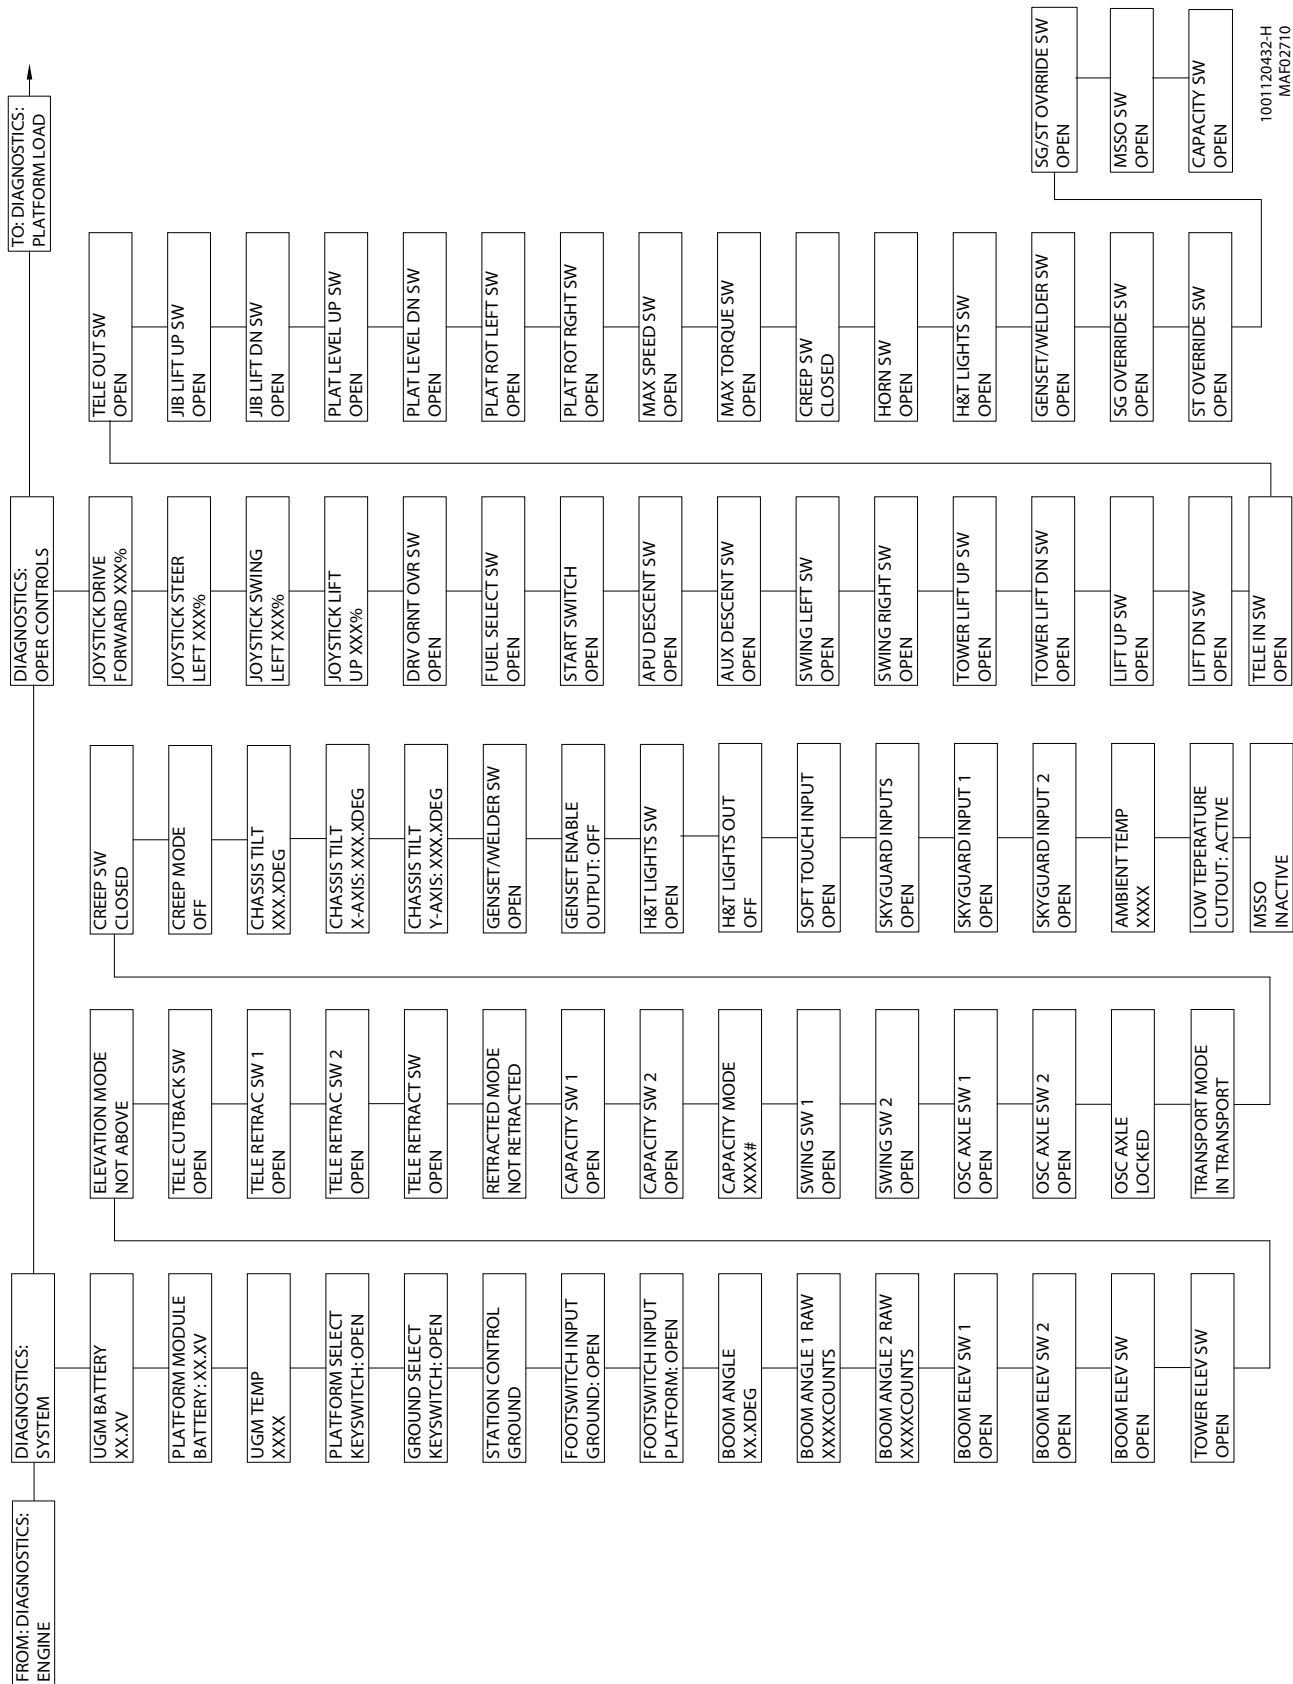 FROM: DIAGNOSTICS:
ENGINE
DIAGNOSTICS:
SYSTEM
UGM BATTERY
XX.XV
PLATFORM MODULE
BATTERY: XX.XV
UGM TEMP
XXXX
PLATFORM SELECT
KEYSWITCH: OPEN
GROUND SELECT
KEYSWITCH: OPEN
STATION CONTROL
GROUND
FOOTSWITCH INPUT
GROUND: OPEN
FOOTSWITCH INPUT
PLATFORM: OPEN
BOOM ANGLE
XX.XDEG
BOOM ANGLE 1 RAW
XXXXCOUNTS
BOOM ANGLE 2 RAW
XXXXCOUNTS
BOOM ELEV SW 1
OPEN
BOOM ELEV SW 2
OPEN
BOOM ELEV SW
OPEN
TOWER ELEV SW
OPEN
ELEVATION MODE
NOT ABOVE
TELE CUTBACK SW
OPEN
TELE RETRAC SW 1
OPEN
TELE RETRAC SW 2
OPEN
TELE RETRACT SW
OPEN
RETRACTED MODE
NOT RETRACTED
CAPACITY SW 1
OPEN
CAPACITY SW 2
OPEN
CAPACITY MODE
XXXX#
SWING SW 1
OPEN
SWING SW 2
OPEN
OSC AXLE SW 1
OPEN
OSC AXLE SW 2
OPEN
OSC AXLE
LOCKED
TRANSPORT MODE
IN TRANSPORT
CREEP SW
CLOSED
CREEP MODE
OFF
CHASSIS TILT
XXX.XDEG
CHASSIS TILT
X-AXIS: XXX.XDEG
CHASSIS TILT
Y-AXIS: XXX.XDEG
GENSET/WELDER SW
OPEN
GENSET ENABLE
OUTPUT: OFF
H&T LIGHTS SW
OPEN
H&T LIGHTS OUT
OFF
SOFT TOUCH INPUT
OPEN
SKYGUARD INPUTS
OPEN
SKYGUARD INPUT 1
OPEN
SKYGUARD INPUT 2
OPEN
AMBIENT TEMP
XXXX
LOW TEPERATURE
CUTOUT: ACTIVE
MSSO
INACTIVE
DIAGNOSTICS:
OPER CONTROLS
JOYSTICK DRIVE
FORWARD XXX%
JOYSTICK STEER
LEFT XXX%
JOYSTICK SWING
LEFT XXX%
JOYSTICK LIFT
UP XXX%
DRV ORNT OVR SW
OPEN
FUEL SELECT SW
OPEN
START SWITCH
OPEN
APU DESCENT SW
OPEN
AUX DESCENT SW
OPEN
SWING LEFT SW
OPEN
SWING RIGHT SW
OPEN
TOWER LIFT UP SW
OPEN
TOWER LIFT DN SW
OPEN
LIFT UP SW
OPEN
LIFT DN SW
OPEN
TELE IN SW
OPEN
TELE OUT SW
OPEN
JIB LIFT UP SW
OPEN
JIB LIFT DN SW
OPEN
PLAT LEVEL UP SW
OPEN
PLAT LEVEL DN SW
OPEN
PLAT ROT LEFT SW
OPEN
PLAT ROT RGHT SW
OPEN
MAX SPEED SW
OPEN
MAX TORQUE SW
OPEN
CREEP SW
CLOSED
HORN SW
OPEN
H&T LIGHTS SW
OPEN
GENSET/WELDER SW
OPEN
SG OVERRIDE SW
OPEN
ST OVERRIDE SW
OPEN
SG/ST OVRRIDE SW
OPEN
MSSO SW
OPEN
CAPACITY SW
OPEN
TO: DIAGNOSTICS:
PLATFORM LOAD
1001120432-H
MAF02710